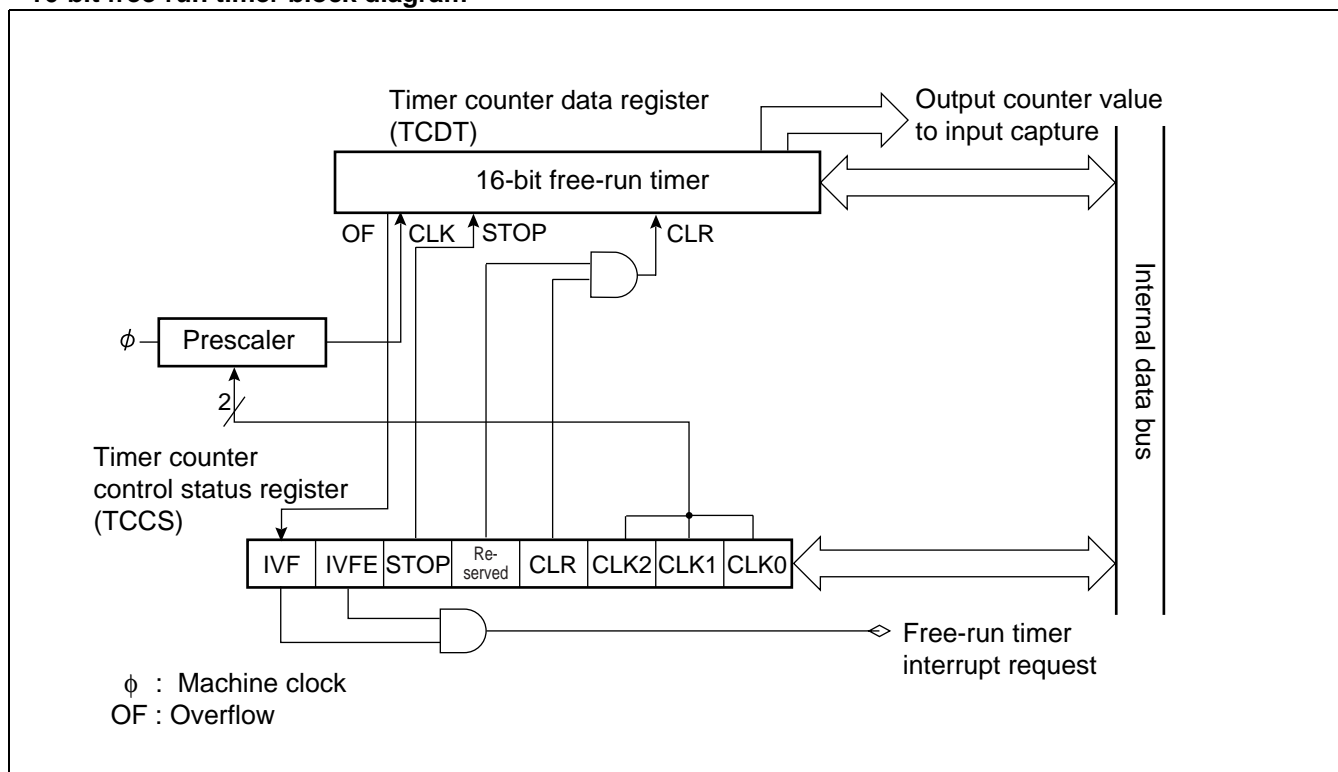 Timer counter data register
(TCDT)
Output counter value
to input capture
16-bit free-run timer
OF
CLK
STOP
CLR
Internal data bus
ϕ
Prescaler
2
Timer counter
control status register
(TCCS)
IVF
IVFE
STOP
Re-
served
CLR
CLK2
CLK1
CLK0
Free-run timer
interrupt request
ϕ : Machine clock
OF : Overflow